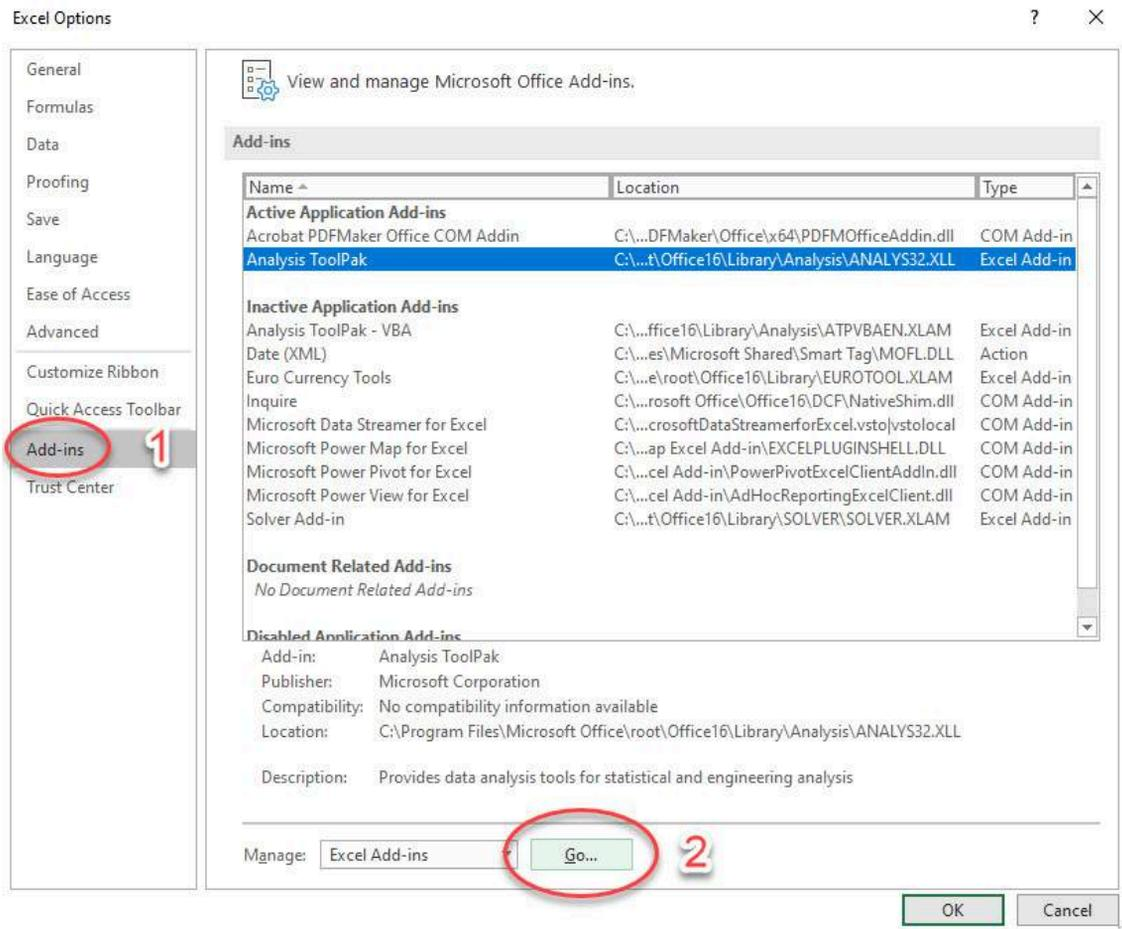 Excel Options ? ×
General
Formulas
Data
Proofing
Save
Language
Ease of Access
Advanced
Customize Ribbon
Quick Access Toolbar
Add-ins 1
Trust Center
View and manage Microsoft Office Add-ins.
Add-ins
Name Location Type
Active Application Add-ins
Acrobat PDFMaker Office COM Addin C:\...DFMaker\Office\x64\PDFMOfficeAddin.dll COM Add-in
Analysis ToolPak C:\...t\Office16\Library\Analysis\ANALYS32.XLL Excel Add-in
Inactive Application Add-ins
Analysis ToolPak - VBA C:\...ffice16\Library\Analysis\ATPVBAEN.XLAM Excel Add-in
Date (XML) C:\...es\Microsoft Shared\Smart Tag\MOFL.DLL Action
Euro Currency Tools C:\...e\root\Office16\Library\EUROTOOL.XLAM Excel Add-in
Inquire C:\...rosoft Office\Office16\DCF\NativeShim.dll COM Add-in
Microsoft Data Streamer for Excel C:\...crosoftDataStreamerforExcel.vsto|vstolocal COM Add-in
Microsoft Power Map for Excel C:\...ap Excel Add-in\EXCELPLUGINSHELL.DLL COM Add-in
Microsoft Power Pivot for Excel C:\...cel Add-in\PowerPivotExcelClientAddIn.dll COM Add-in
Microsoft Power View for Excel C:\...cel Add-in\AdHocReportingExcelClient.dll COM Add-in
Solver Add-in C:\...t\Office16\Library\SOLVER\SOLVER.XLAM Excel Add-in
Document Related Add-ins
No Document Related Add-ins
Disabled Application Add-ins
Add-in: Analysis ToolPak
Publisher: Microsoft Corporation
Compatibility: No compatibility information available
Location: C:\Program Files\Microsoft Office\root\Office16\Library\Analysis\ANALYS32.XLL
Description: Provides data analysis tools for statistical and engineering analysis
Manage: Excel Add-ins Go... 2
OK Cancel